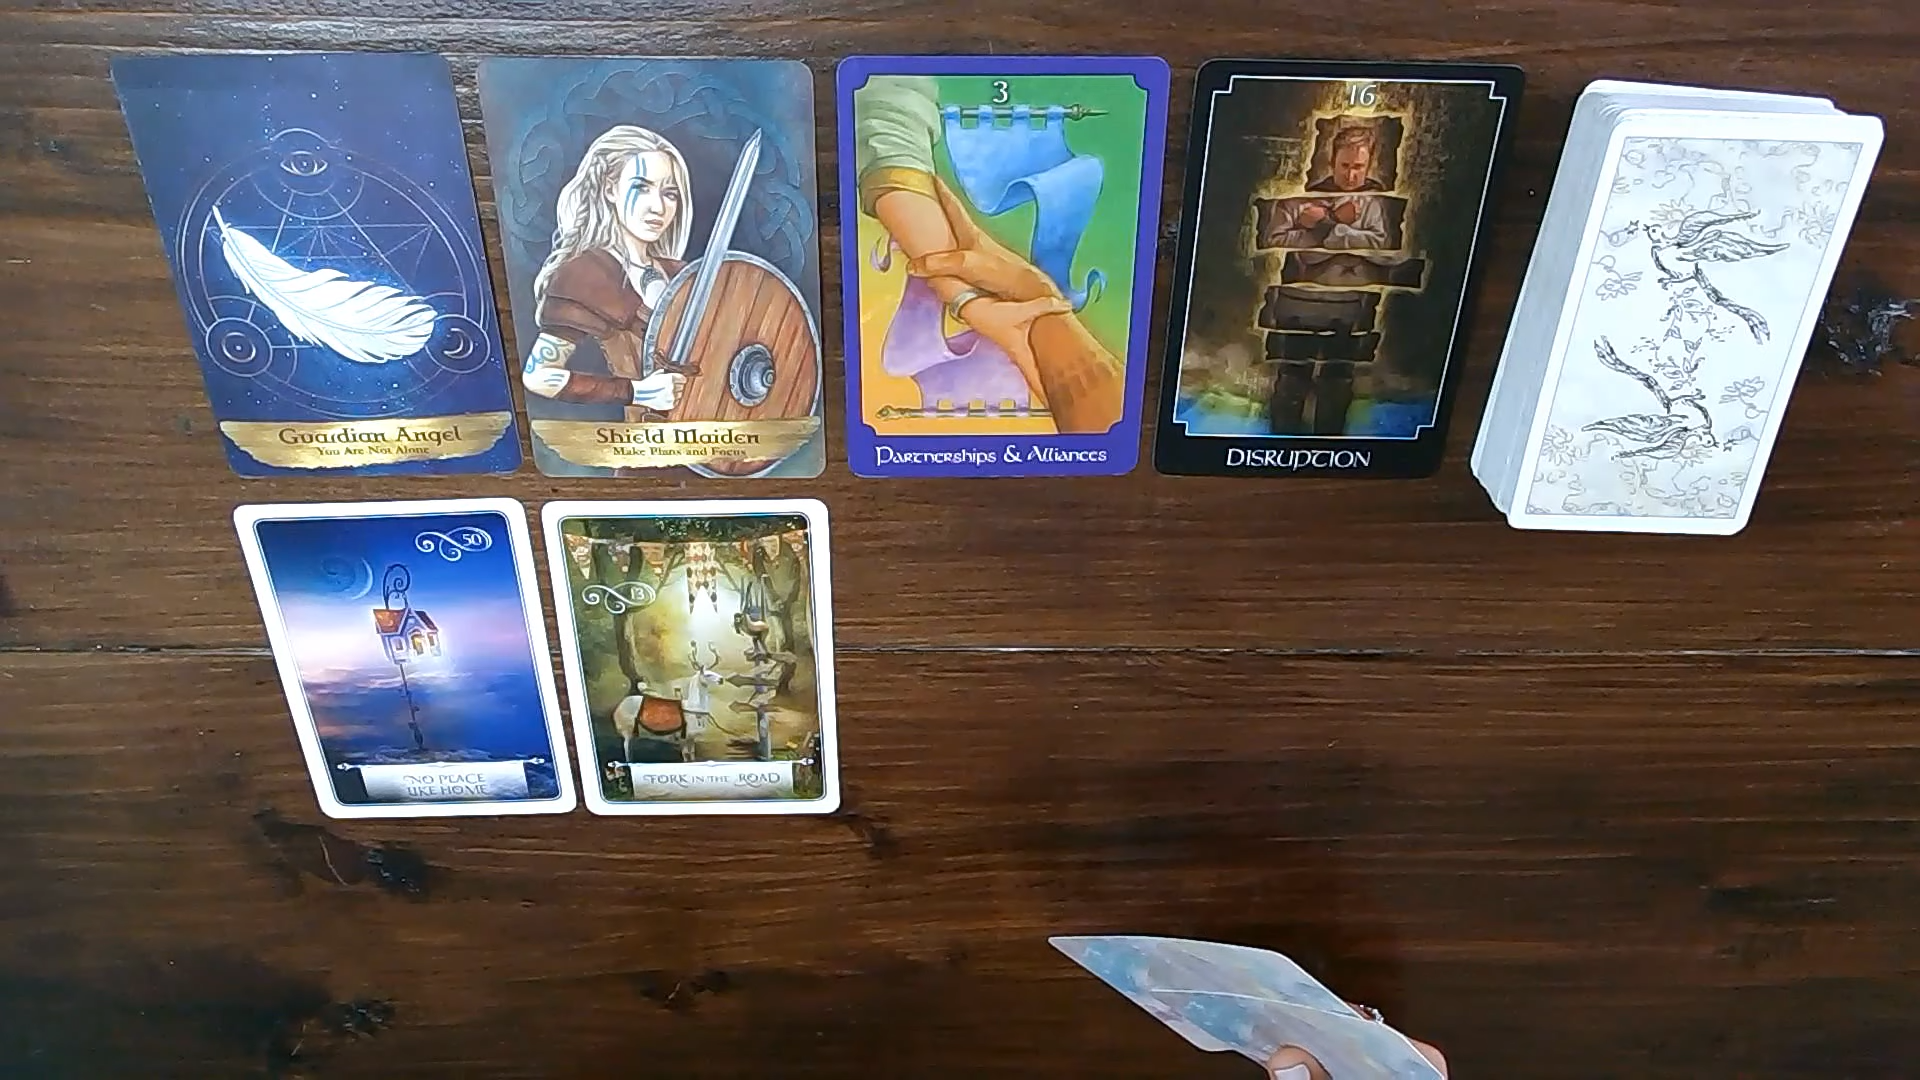 Guardian Angel
You Are Not Alone
Shield Maiden
Make Plans and Focus
3
Partnerships & Alliances
16
DISRUPTION
50
NO PLACE
LIKE HOME
13
FORK IN THE ROAD